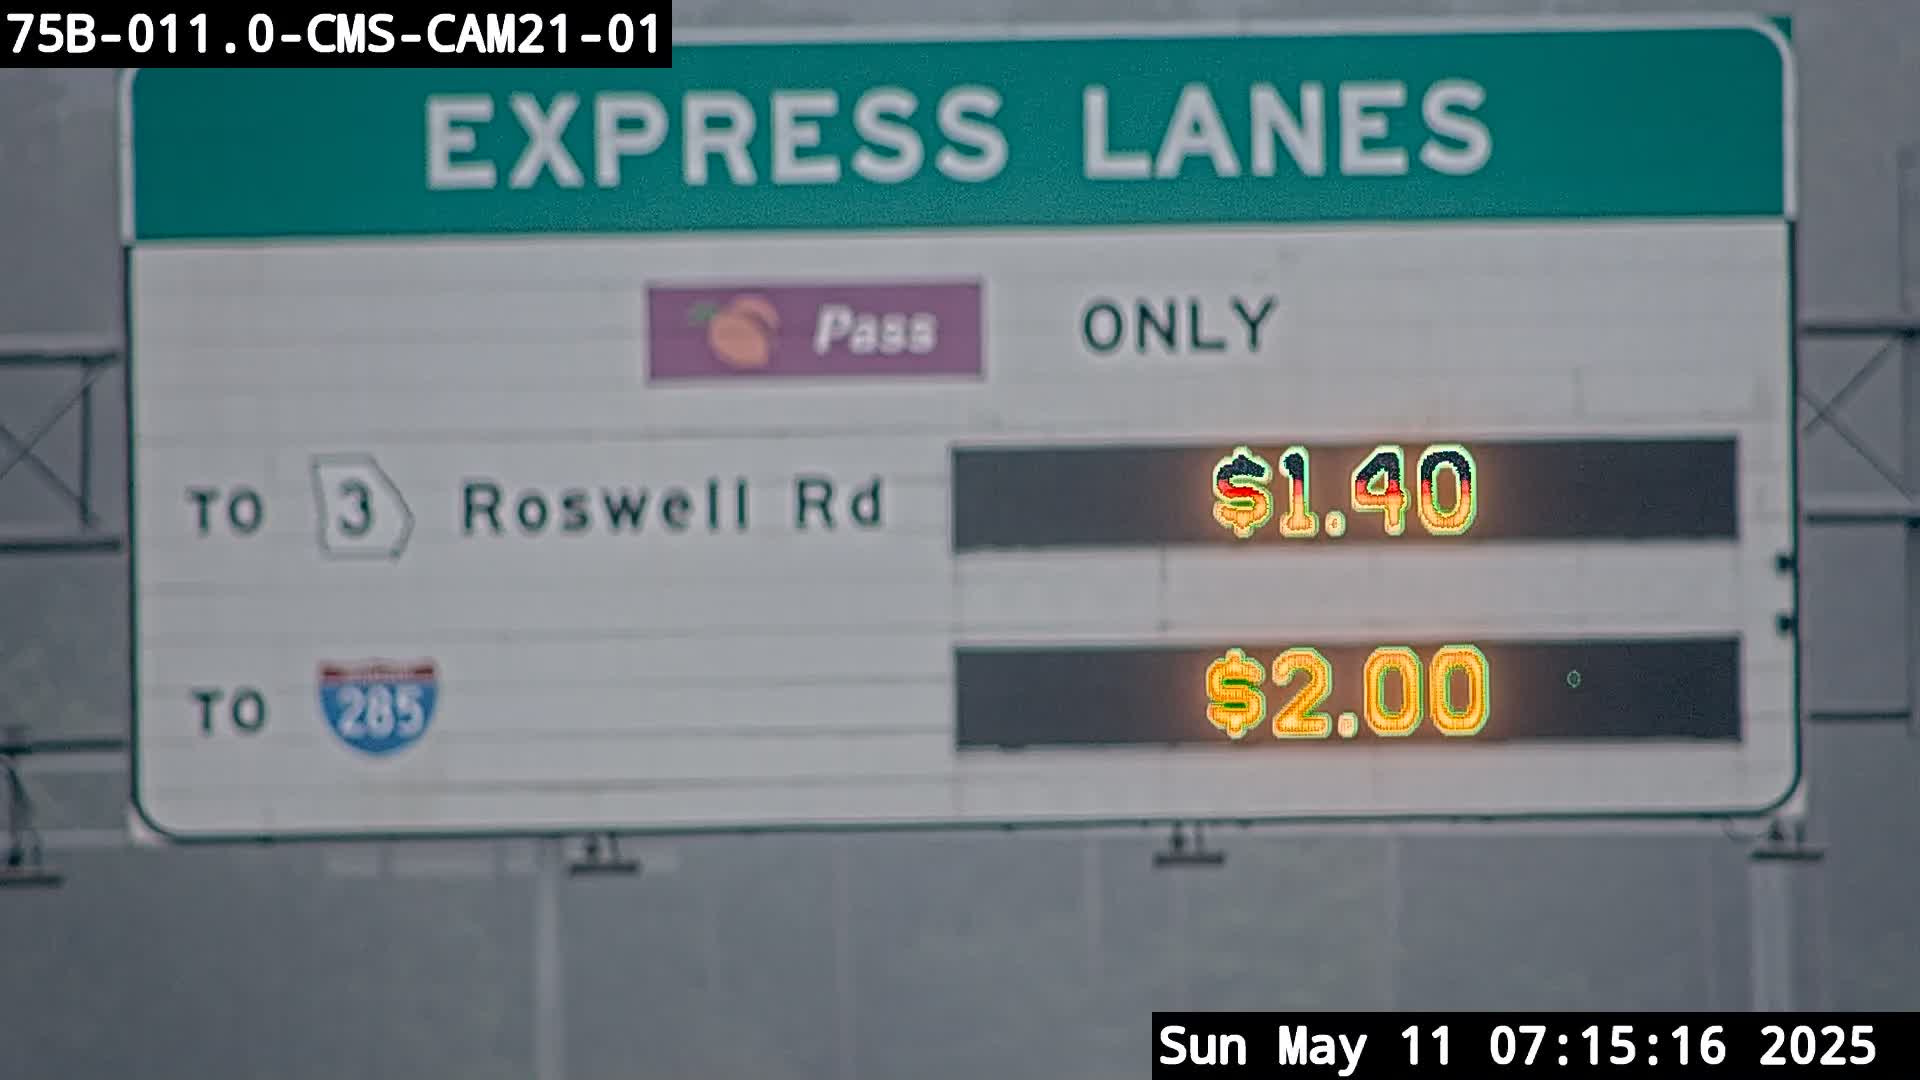 75B-011.0-CMS-CAM21-01
EXPRESS LANES
Pass ONLY
TO 3 Roswell Rd $1.40
TO 285 $2.00
Sun May 11 07:15:16 2025